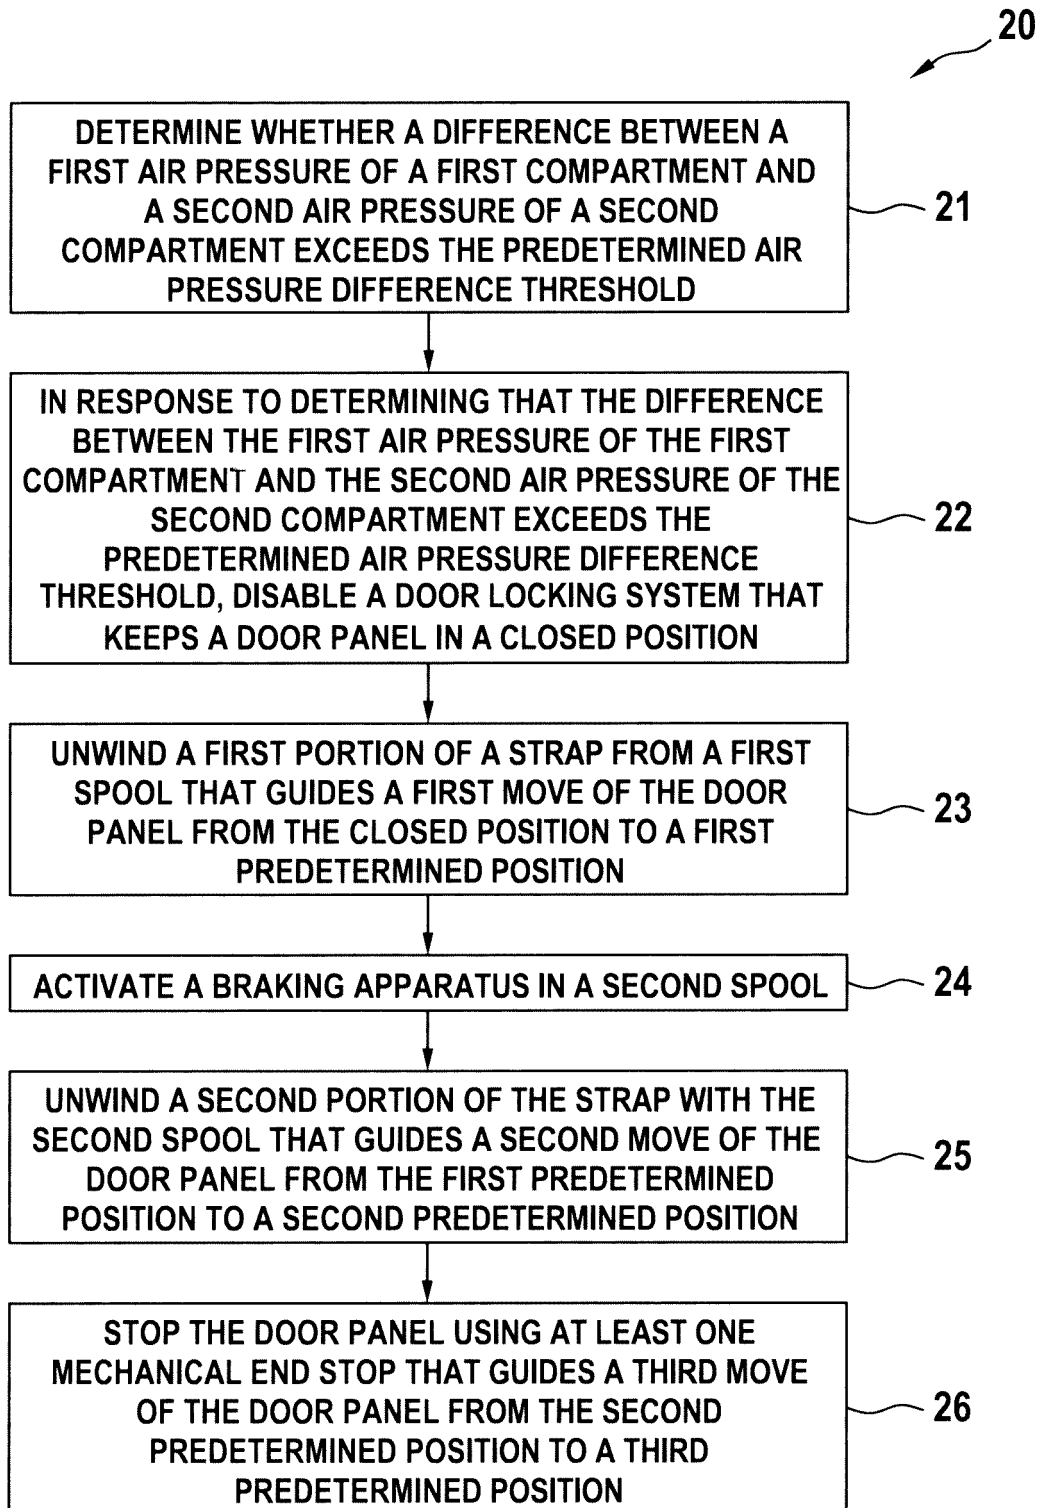 20
DETERMINE WHETHER A DIFFERENCE BETWEEN A
FIRST AIR PRESSURE OF A FIRST COMPARTMENT AND
A SECOND AIR PRESSURE OF A SECOND
COMPARTMENT EXCEEDS THE PREDETERMINED AIR
PRESSURE DIFFERENCE THRESHOLD
21
IN RESPONSE TO DETERMINING THAT THE DIFFERENCE
BETWEEN THE FIRST AIR PRESSURE OF THE FIRST
COMPARTMENT AND THE SECOND AIR PRESSURE OF THE
SECOND COMPARTMENT EXCEEDS THE
PREDETERMINED AIR PRESSURE DIFFERENCE
THRESHOLD, DISABLE A DOOR LOCKING SYSTEM THAT
KEEPS A DOOR PANEL IN A CLOSED POSITION
22
UNWIND A FIRST PORTION OF A STRAP FROM A FIRST
SPOOL THAT GUIDES A FIRST MOVE OF THE DOOR
PANEL FROM THE CLOSED POSITION TO A FIRST
PREDETERMINED POSITION
23
ACTIVATE A BRAKING APPARATUS IN A SECOND SPOOL
24
UNWIND A SECOND PORTION OF THE STRAP WITH THE
SECOND SPOOL THAT GUIDES A SECOND MOVE OF THE
DOOR PANEL FROM THE FIRST PREDETERMINED
POSITION TO A SECOND PREDETERMINED POSITION
25
STOP THE DOOR PANEL USING AT LEAST ONE
MECHANICAL END STOP THAT GUIDES A THIRD MOVE
OF THE DOOR PANEL FROM THE SECOND
PREDETERMINED POSITION TO A THIRD
PREDETERMINED POSITION
26